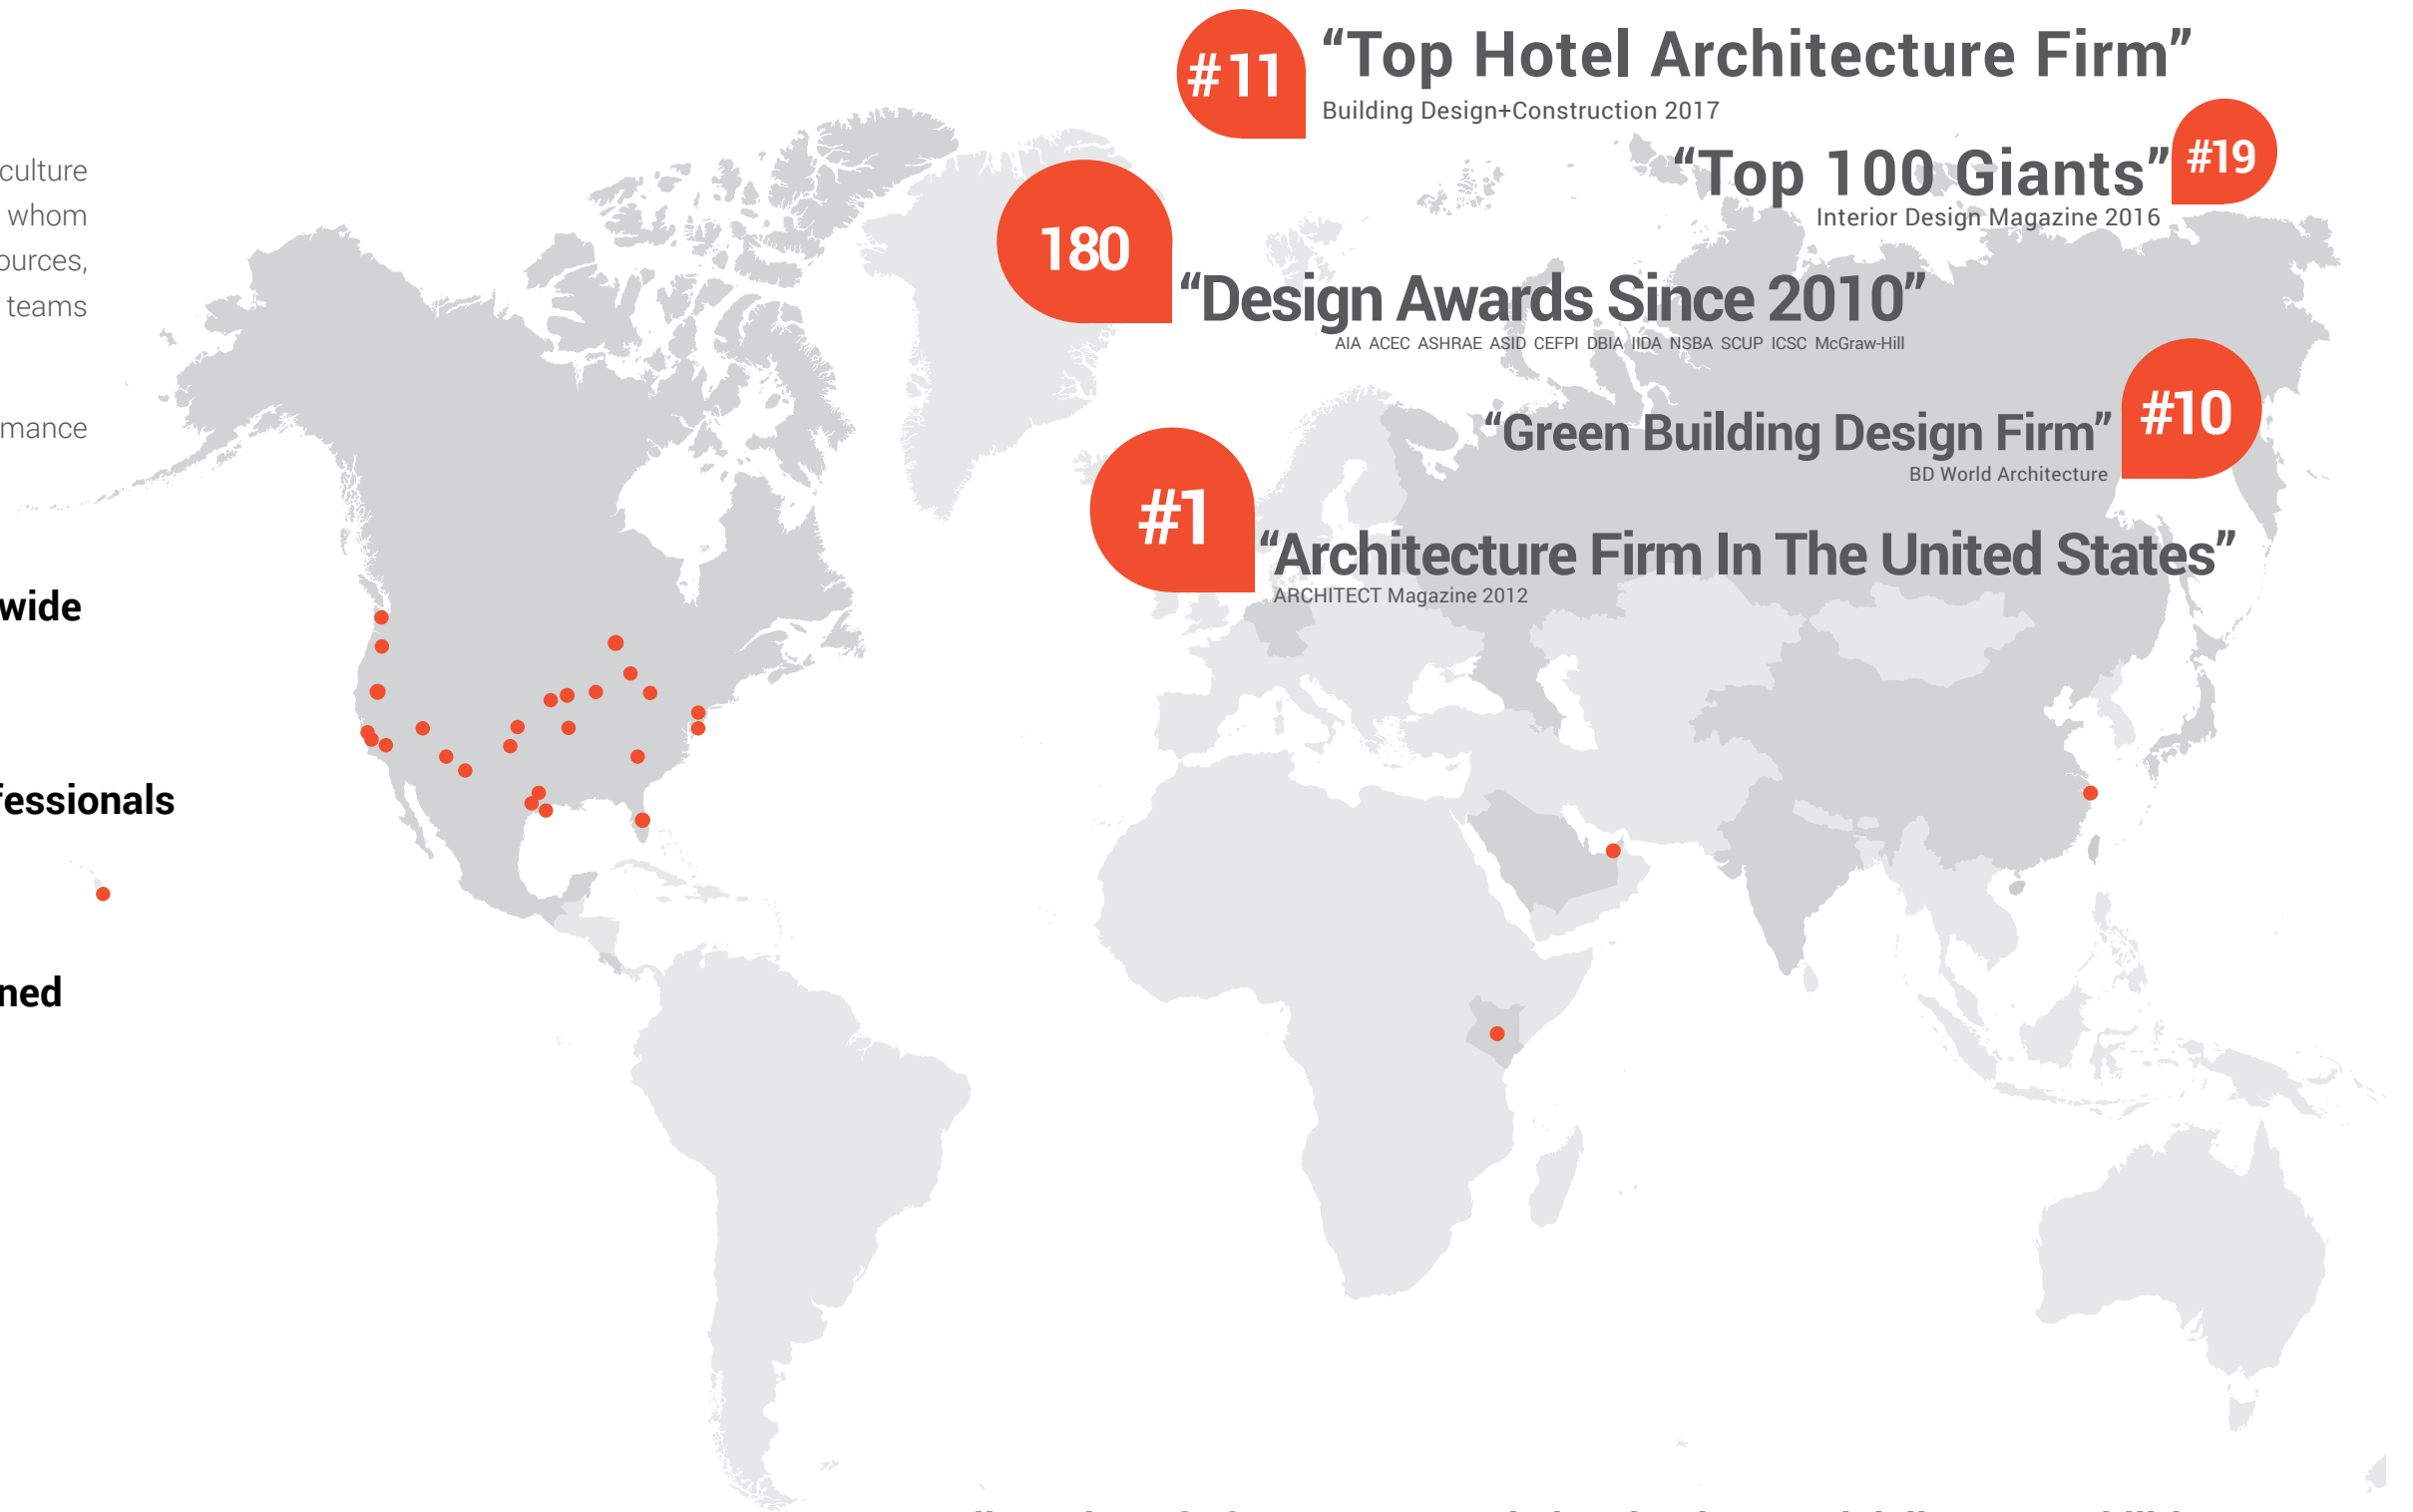 #11
“Top Hotel Architecture Firm”
Building Design+Construction 2017
“Top 100 Giants”
#19
Interior Design Magazine 2016
180
“Design Awards Since 2010”
AIA ACEC ASHRAE ASID CEFPI DBIA IIDA NSBA SCUP ICSC McGraw-Hill
“Green Building Design Firm”
#10
BD World Architecture
#1
“Architecture Firm In The United States”
ARCHITECT Magazine 2012
culture
whom
ources,
teams
mance
wide
fessionals
ned